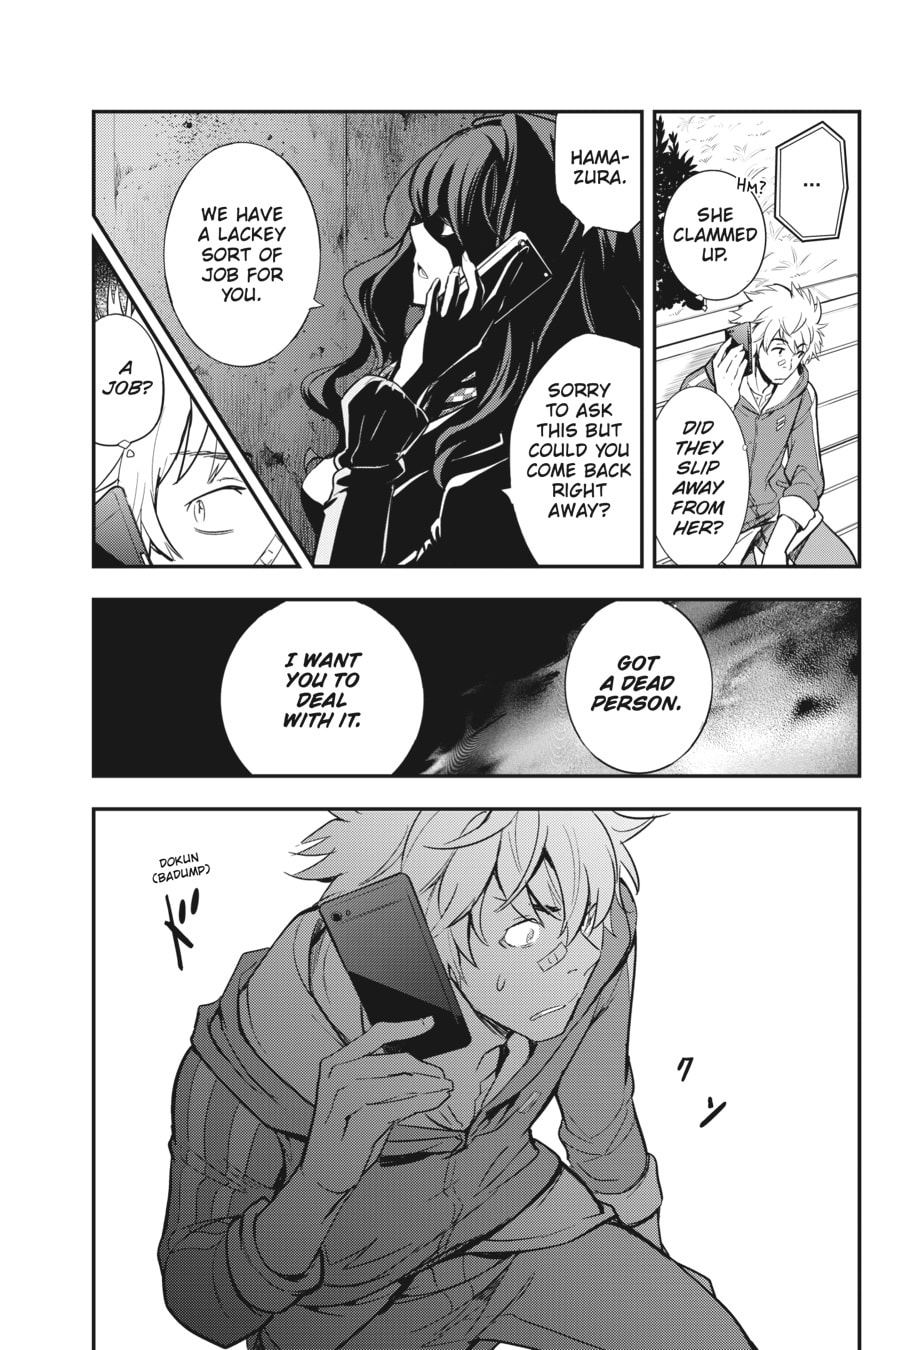 ...
HM?
SHE
CLAMMED
UP.
DID
THEY
SLIP
AWAY
FROM
HER?
HAMA-
ZURA.
SORRY
TO ASK
THIS BUT
COULD YOU
COME BACK
RIGHT
AWAY?
WE HAVE
A LACKEY
SORT OF
JOB FOR
YOU.
A
JOB?
GOT
A DEAD
PERSON.
I WANT
YOU TO
DEAL
WITH IT.
DOKUN
(BADUMP)
ド
クン